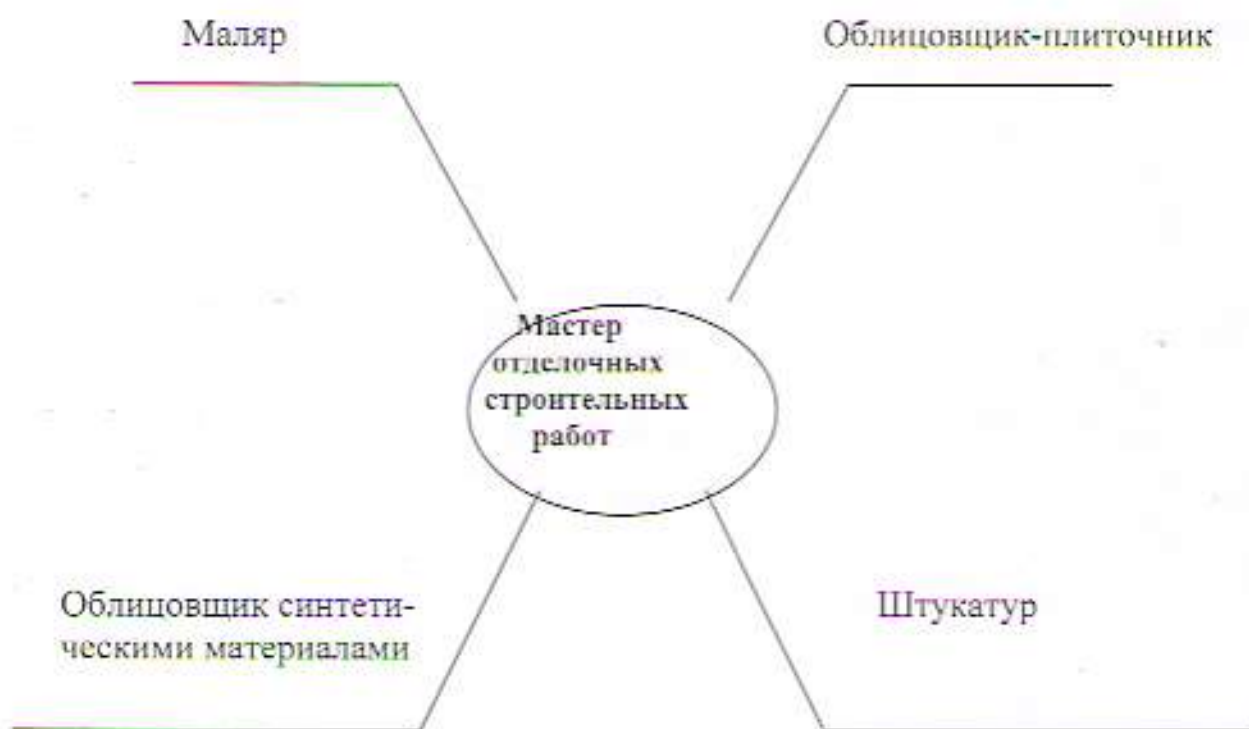 Маляр
Облицовщик-плиточник
Мастер
отделочных
строительных
работ
Облицовщик синтети-
ческими материалами
Штукатур